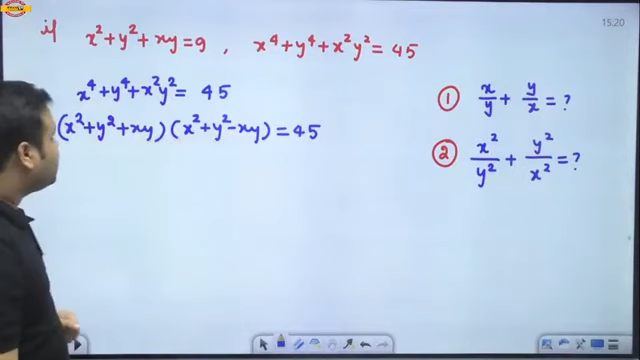 15:20
if x² + y² + xy = 9 , x⁴ + y⁴ + x²y² = 45
x⁴ + y⁴ + x²y² = 45
(x² + y² + xy) (x² + y² - xy) = 45
① x/y + y/x = ?
② x²/y² + y²/x² = ?